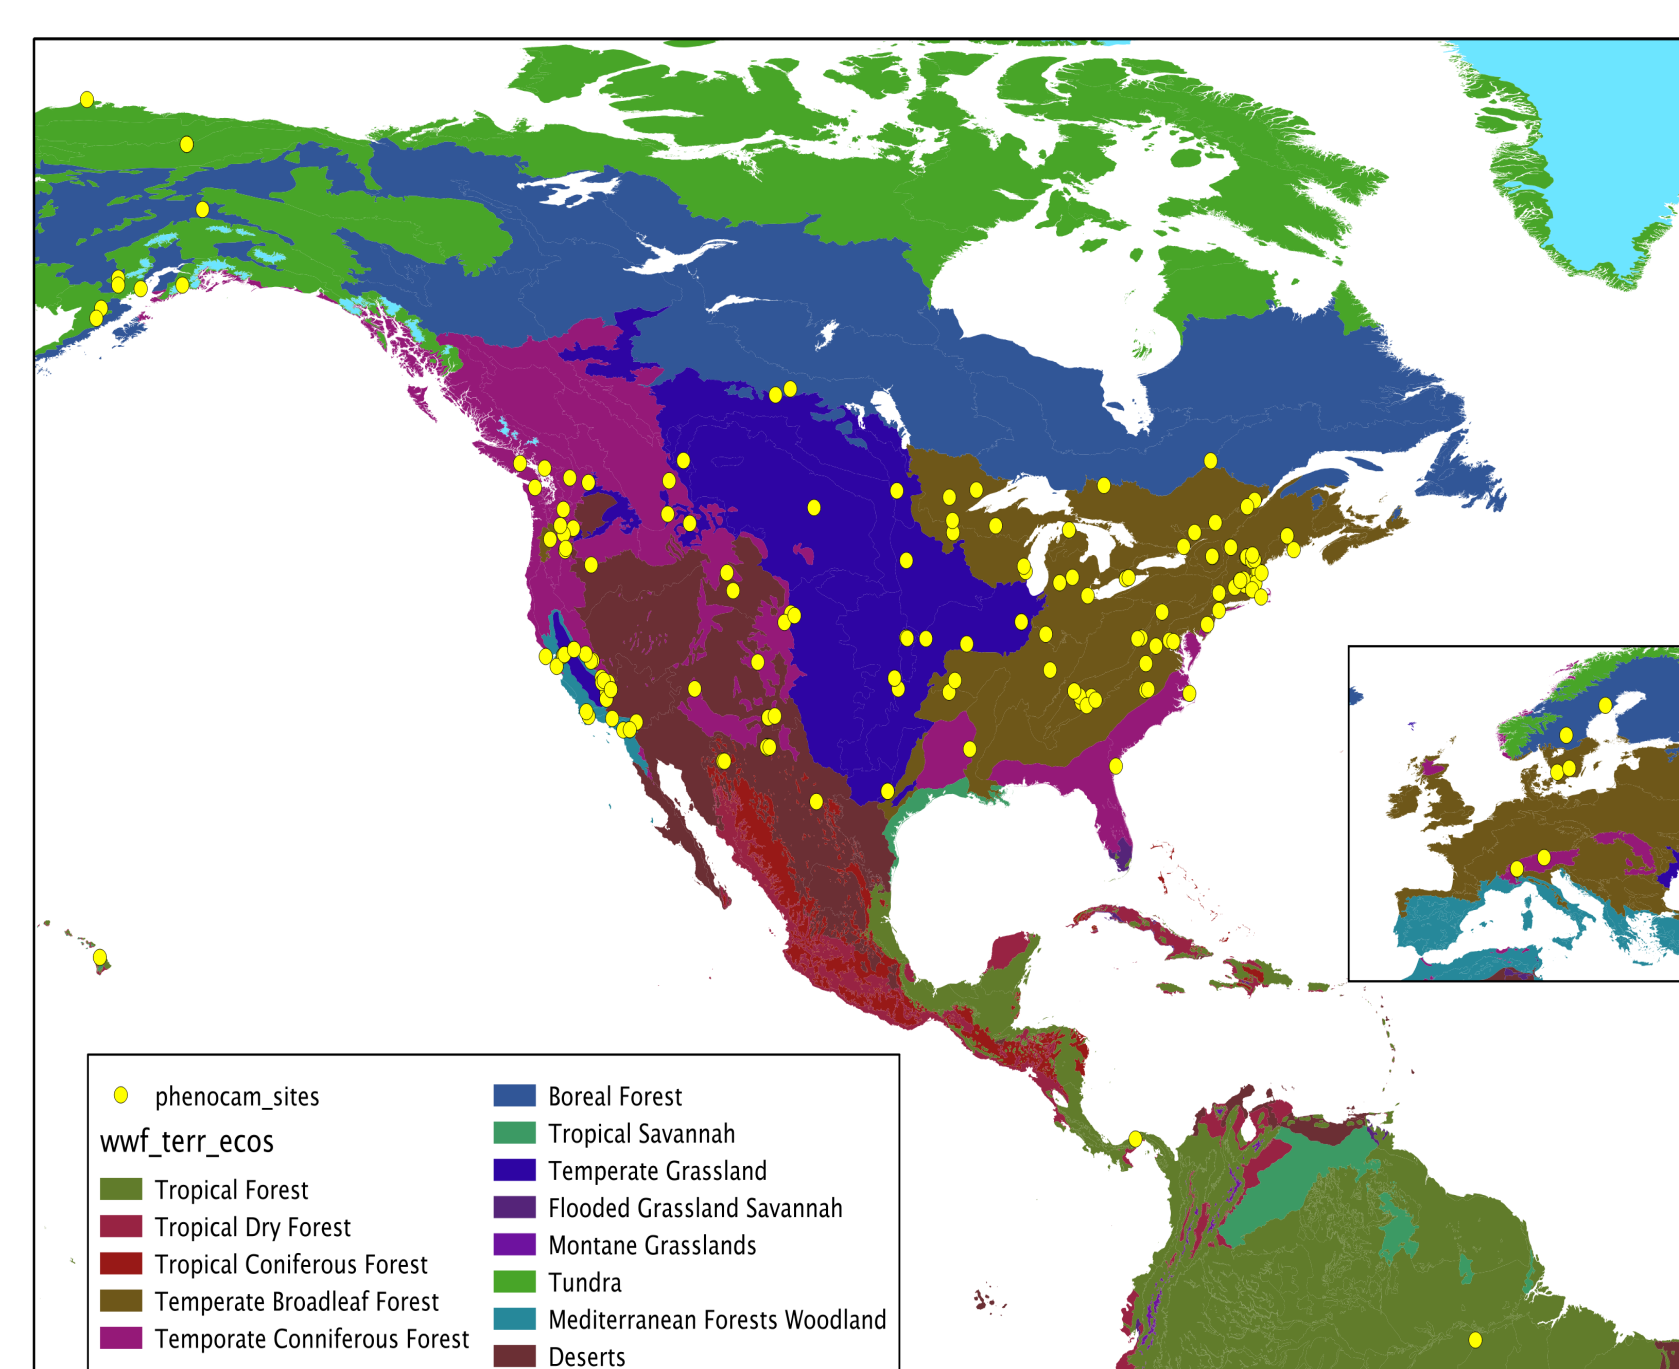 phenocam_sites
wwf_terr_ecos
Tropical Forest
Tropical Dry Forest
Tropical Coniferous Forest
Temperate Broadleaf Forest
Temporate Conniferous Forest
Boreal Forest
Tropical Savannah
Temperate Grassland
Flooded Grassland Savannah
Montane Grasslands
Tundra
Mediterranean Forests Woodland
Deserts